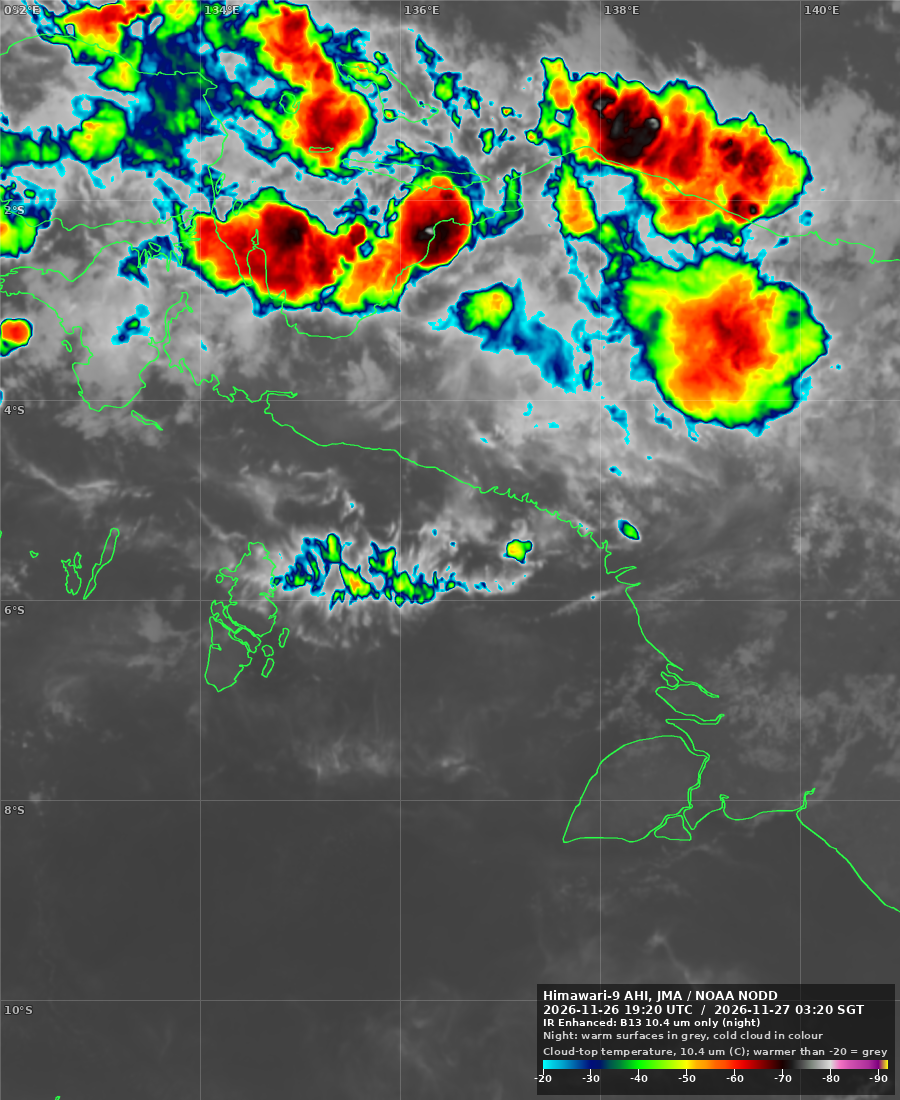 0°
132°E
134°E
136°E
138°E
140°E
2°S
4°S
6°S
8°S
10°S
Himawari-9 AHI, JMA / NOAA NODD
2026-11-26 19:20 UTC / 2026-11-27 03:20 SGT
IR Enhanced: B13 10.4 um only (night)
Night: warm surfaces in grey, cold cloud in colour
Cloud-top temperature, 10.4 um (C); warmer than -20 = grey
-20 -30 -40 -50 -60 -70 -80 -90